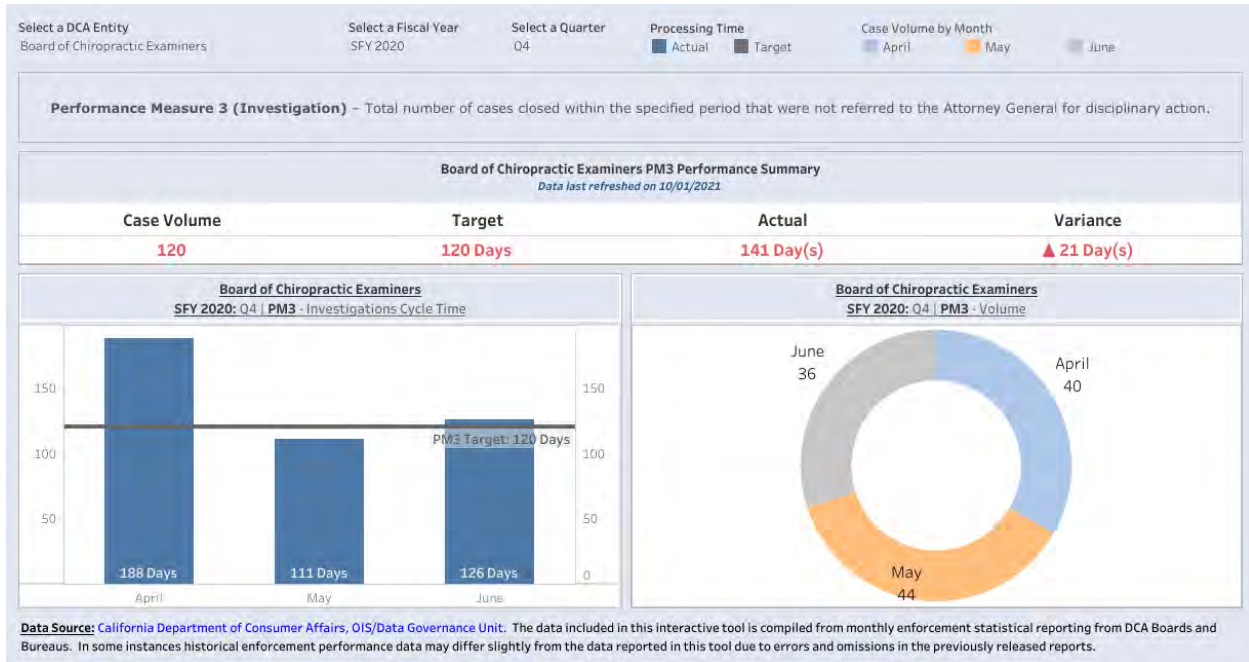 Select a DCA Entity Select a Fiscal Year Select a Quarter Processing Time Case Volume by Month
Board of Chiropractic Examiners SFY 2020 Q4 Actual Target April May June
Performance Measure 3 (Investigation) – Total number of cases closed within the specified period that were not referred to the Attorney General for disciplinary action.
Board of Chiropractic Examiners PM3 Performance Summary
Data last refreshed on 10/01/2021
Case Volume Target Actual Variance
120 120 Days 141 Day(s) ▲ 21 Day(s)
Board of Chiropractic Examiners
SFY 2020: Q4 | PM3 - Investigations Cycle Time
150 150
PM3 Target: 120 Days
100 100
50 50
0
188 Days 111 Days 126 Days
April May June
Board of Chiropractic Examiners
SFY 2020: Q4 | PM3 - Volume
June
36
April
40
May
44
Data Source: California Department of Consumer Affairs, OIS/Data Governance Unit. The data included in this interactive tool is compiled from monthly enforcement statistical reporting from DCA Boards and
Bureaus. In some instances historical enforcement performance data may differ slightly from the data reported in this tool due to errors and omissions in the previously released reports.